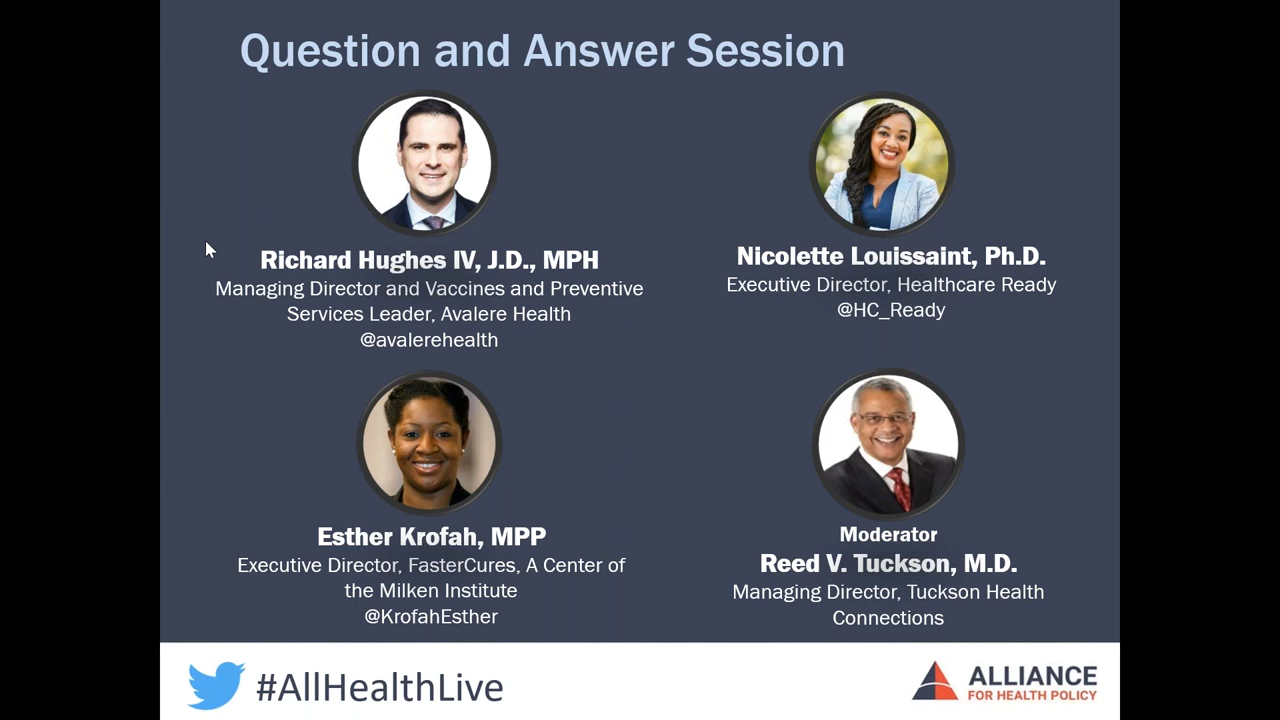 Question and Answer Session
Richard Hughes IV, J.D., MPH
Managing Director and Vaccines and Preventive
Services Leader, Avalere Health
@avalerehealth
Nicolette Louissaint, Ph.D.
Executive Director, Healthcare Ready
@HC_Ready
Esther Krofah, MPP
Executive Director, FasterCures, A Center of
the Milken Institute
@KrofahEsther
Moderator
Reed V. Tuckson, M.D.
Managing Director, Tuckson Health
Connections
#AllHealthLive
ALLIANCE
FOR HEALTH POLICY